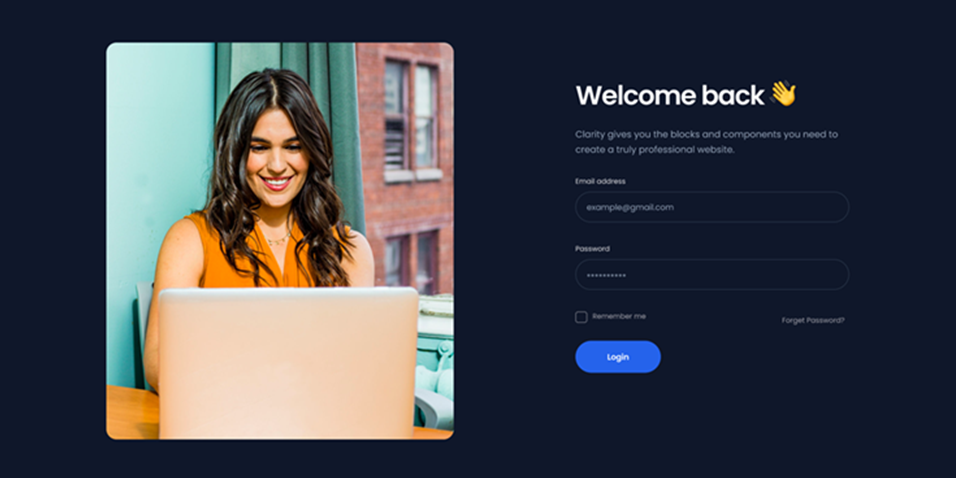 Welcome back 👋
Clarity gives you the blocks and components you need to
create a truly professional website.
Email address
example@gmail.com
Password
**********
Remember me
Forget Password?
Login